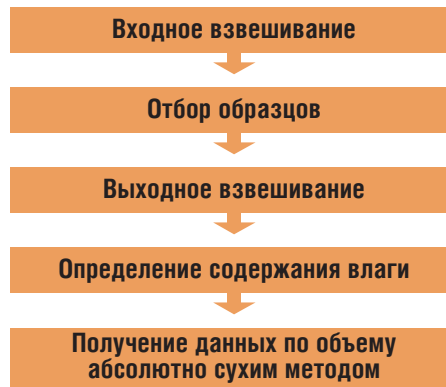 Входное взвешивание
Отбор образцов
Выходное взвешивание
Определение содержания влаги
Получение данных по объему
абсолютно сухим методом